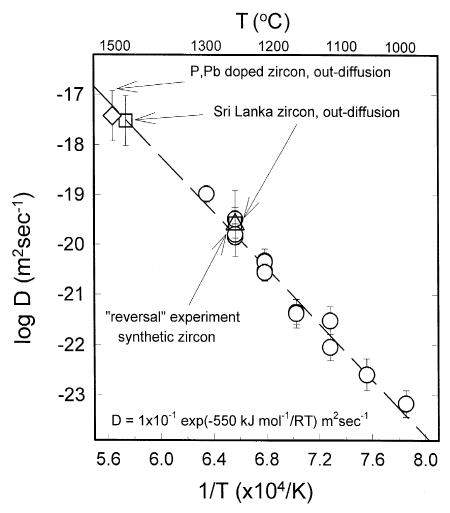 T (°C)
1500 1300 1200 1100 1000
P,Pb doped zircon, out-diffusion
Sri Lanka zircon, out-diffusion
-17
-18
-19
-20
-21
-22
-23
log D (m²sec⁻¹)
"reversal" experiment
synthetic zircon
D = 1x10⁻¹ exp(-550 kJ mol⁻¹/RT) m²sec⁻¹
5.6 6.0 6.4 6.8 7.2 7.6 8.0
1/T (x10⁴/K)